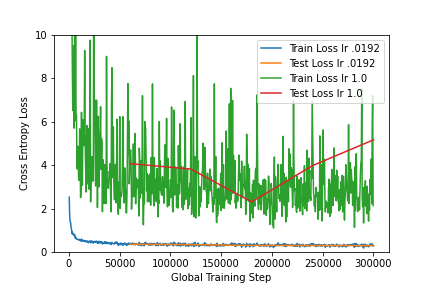 10
8
6
4
2
0
Cross Entropy Loss
Train Loss lr .0192
Test Loss lr .0192
Train Loss lr 1.0
Test Loss lr 1.0
0 50000 100000 150000 200000 250000 300000
Global Training Step